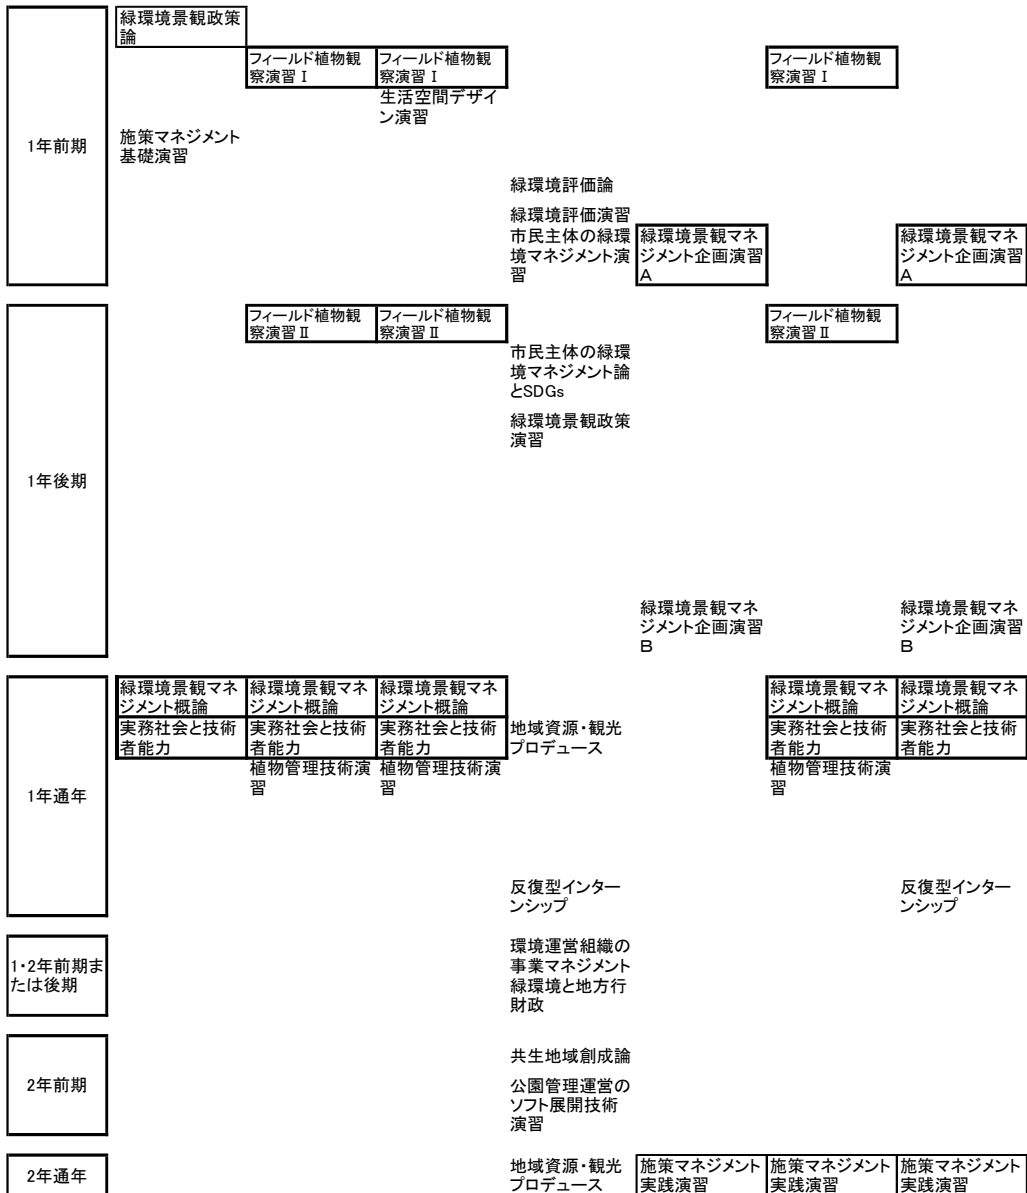 緑環境景観政策
論
フィールド植物観
察演習Ⅰ
フィールド植物観
察演習Ⅰ
フィールド植物観
察演習Ⅰ
生活空間デザイ
ン演習
1年前期
施策マネジメント
基礎演習
緑環境評価論
緑環境評価演習
市民主体の緑環
境マネジメント演
習
緑環境景観マネ
ジメント企画演習
A
緑環境景観マネ
ジメント企画演習
A
フィールド植物観
察演習Ⅱ
フィールド植物観
察演習Ⅱ
フィールド植物観
察演習Ⅱ
市民主体の緑環
境マネジメント論
とSDGs
緑環境景観政策
演習
1年後期
緑環境景観マネ
ジメント企画演習
B
緑環境景観マネ
ジメント企画演習
B
緑環境景観マネ
ジメント概論
緑環境景観マネ
ジメント概論
緑環境景観マネ
ジメント概論
緑環境景観マネ
ジメント概論
緑環境景観マネ
ジメント概論
実務社会と技術
者能力
実務社会と技術
者能力
実務社会と技術
者能力
地域資源・観光
プロデュース
実務社会と技術
者能力
実務社会と技術
者能力
植物管理技術演
習
植物管理技術演
習
植物管理技術演
習
1年通年
反復型インター
ンシップ
反復型インター
ンシップ
1・2年前期ま
たは後期
環境運営組織の
事業マネジメント
緑環境と地方行
財政
2年前期
共生地域創成論
公園管理運営の
ソフト展開技術
演習
2年通年
地域資源・観光
プロデュース
施策マネジメント
実践演習
施策マネジメント
実践演習
施策マネジメント
実践演習